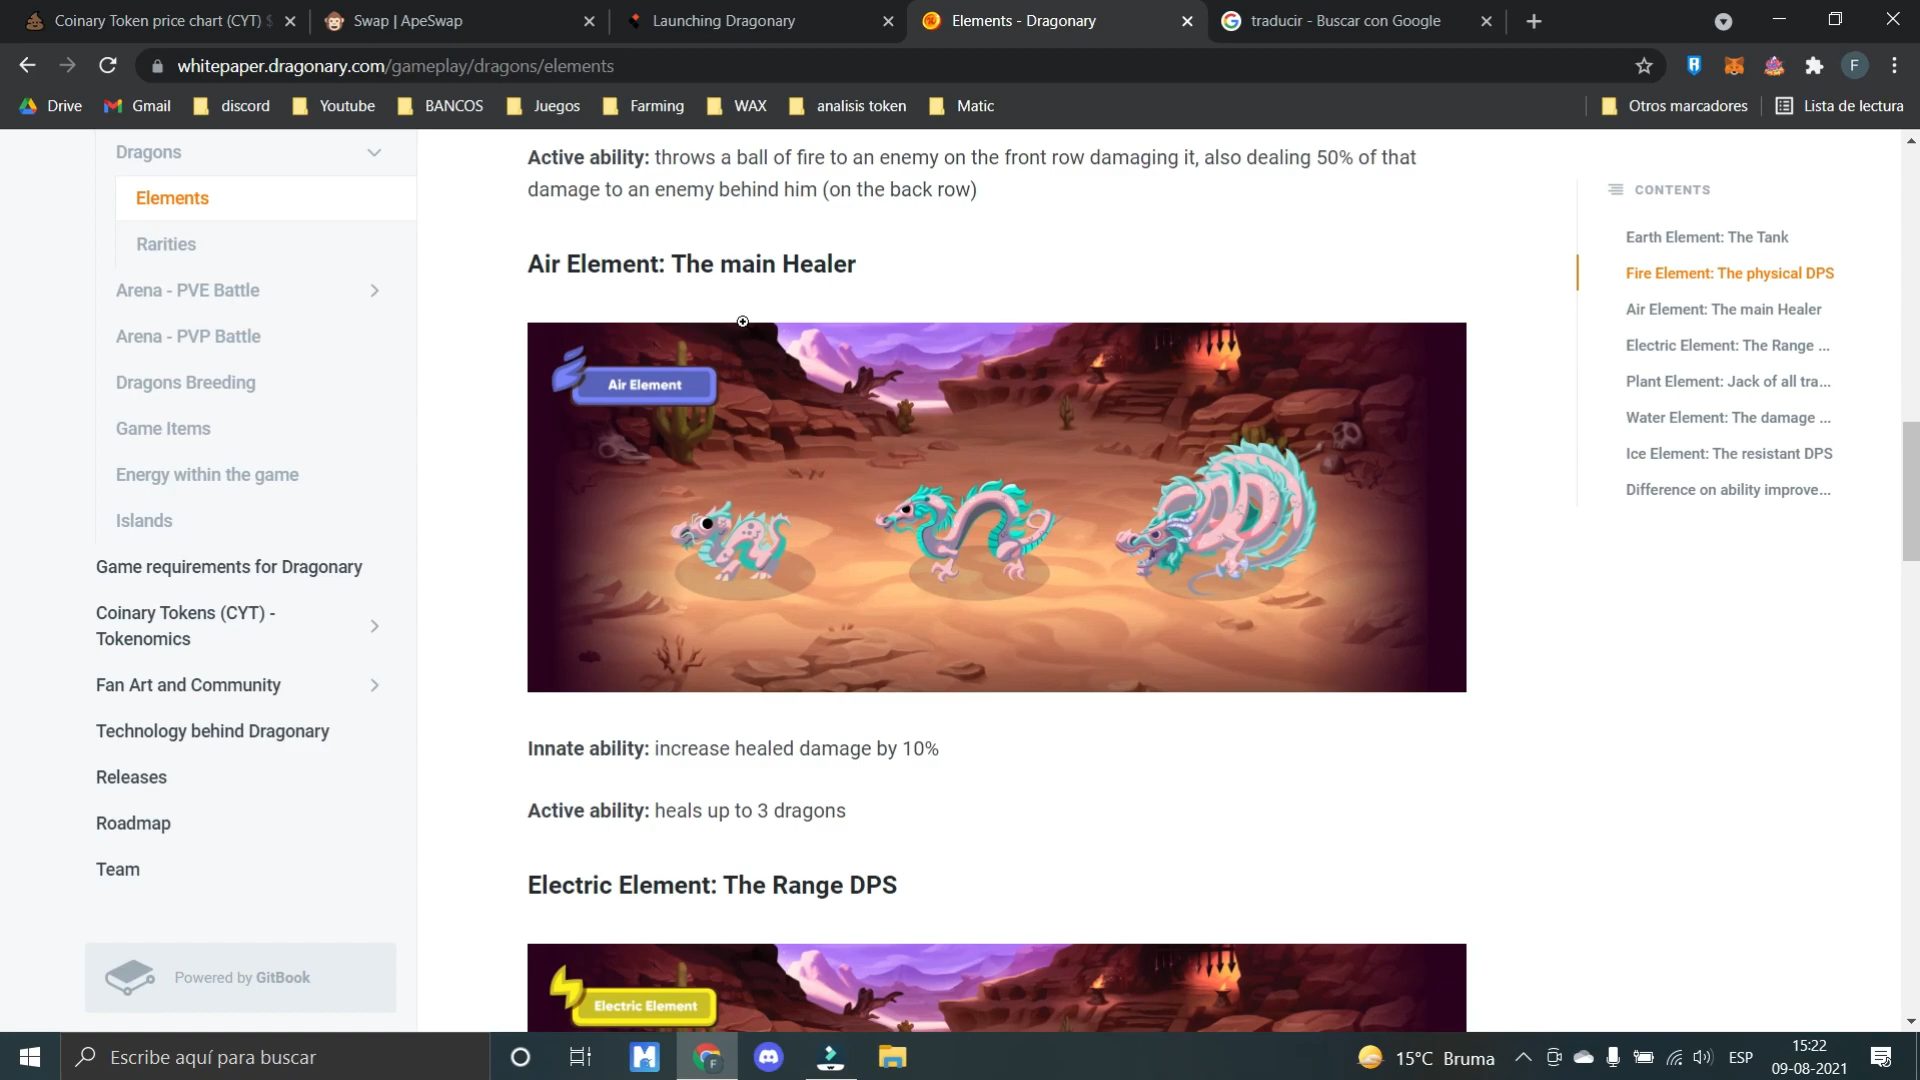 Coinary Token price chart (CYT) $
Swap | ApeSwap
Launching Dragonary
Elements - Dragonary
traducir - Buscar con Google
whitepaper.dragonary.com/gameplay/dragons/elements
F
Drive
Gmail
discord
Youtube
BANCOS
Juegos
Farming
WAX
analisis token
Matic
Otros marcadores
Lista de lectura
Dragons
Elements
Rarities
Arena - PVE Battle
Arena - PVP Battle
Dragons Breeding
Game Items
Energy within the game
Islands
Game requirements for Dragonary
Coinary Tokens (CYT) -
Tokenomics
Fan Art and Community
Technology behind Dragonary
Releases
Roadmap
Team
Powered by GitBook
Active ability: throws a ball of fire to an enemy on the front row damaging it, also dealing 50% of that
damage to an enemy behind him (on the back row)
Air Element: The main Healer
Air Element
Innate ability: increase healed damage by 10%
Active ability: heals up to 3 dragons
Electric Element: The Range DPS
Electric Element
CONTENTS
Earth Element: The Tank
Fire Element: The physical DPS
Air Element: The main Healer
Electric Element: The Range ...
Plant Element: Jack of all tra...
Water Element: The damage ...
Ice Element: The resistant DPS
Difference on ability improve...
Escribe aquí para buscar
15°C Bruma
ESP
15:22
09-08-2021